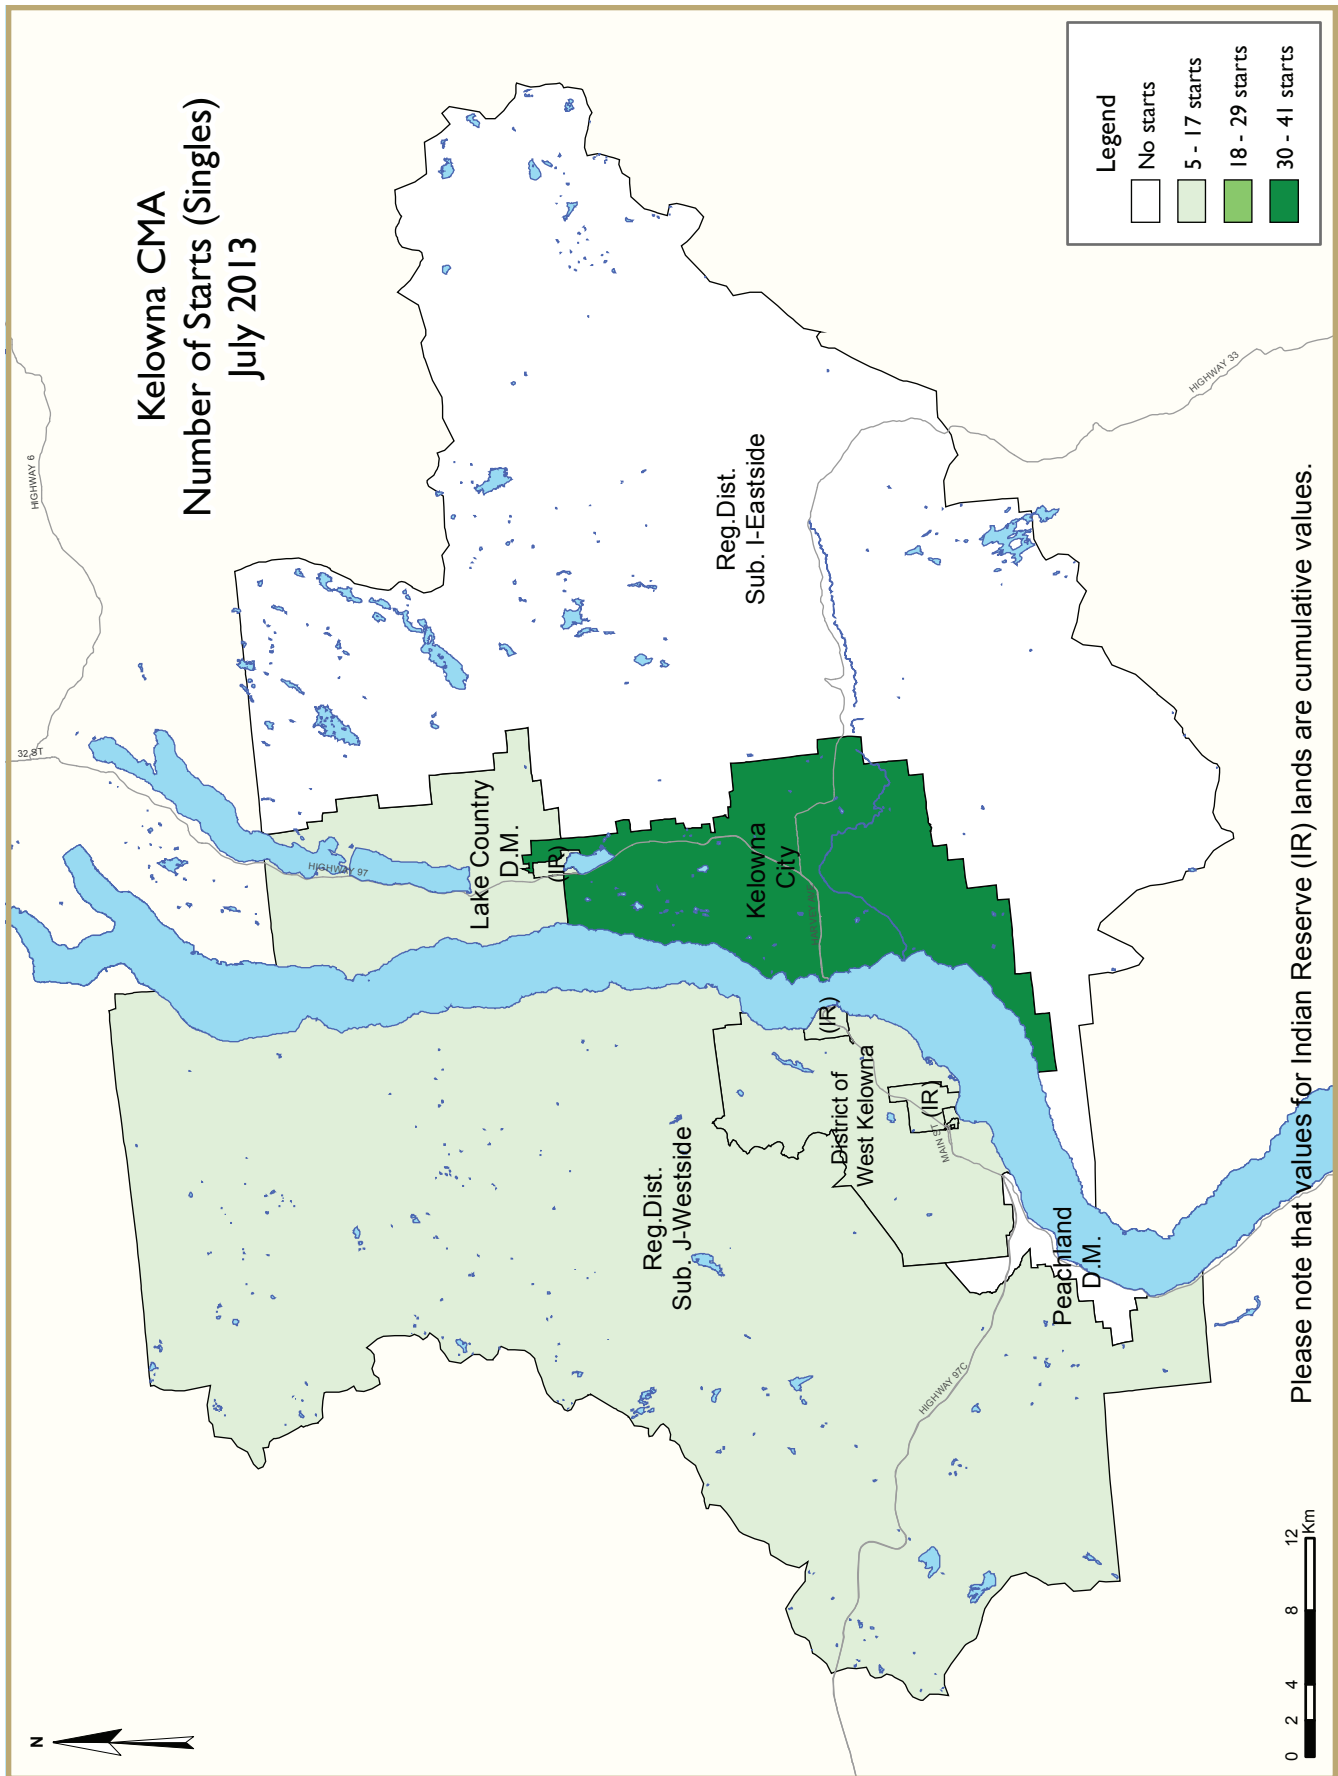 Kelowna CMA
Number of Starts (Singles)
July 2013
Legend
No starts
5 - 17 starts
18 - 29 starts
30 - 41 starts
HIGHWAY 6
32 ST
HIGHWAY 97
HIGHWAY 33
Lake Country
D.M.
(IR)
Kelowna
City
Reg.Dist.
Sub. I-Eastside
(IR)
District of
West Kelowna
(IR)
MAIN ST
Reg.Dist.
Sub. J-Westside
Peachland
D.M.
HIGHWAY 97C
N
0 2 4 8 12
Km
Please note that values for Indian Reserve (IR) lands are cumulative values.